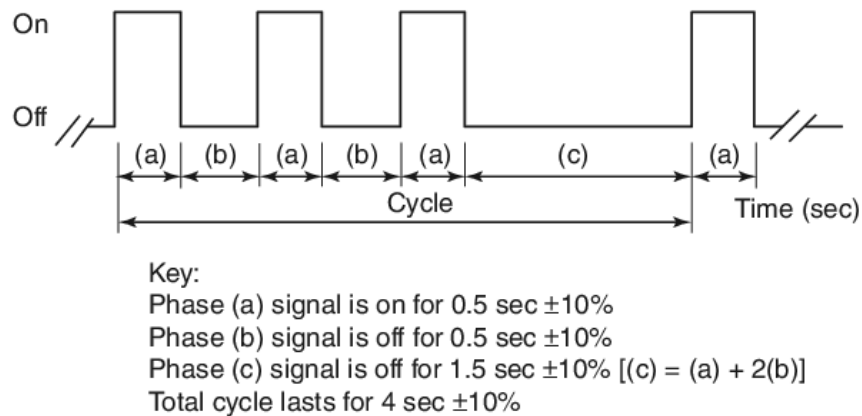 On
Off
(a) (b) (a) (b) (a) (c) (a)
Cycle
Time (sec)
Key:
Phase (a) signal is on for 0.5 sec ±10%
Phase (b) signal is off for 0.5 sec ±10%
Phase (c) signal is off for 1.5 sec ±10% [(c) = (a) + 2(b)]
Total cycle lasts for 4 sec ±10%